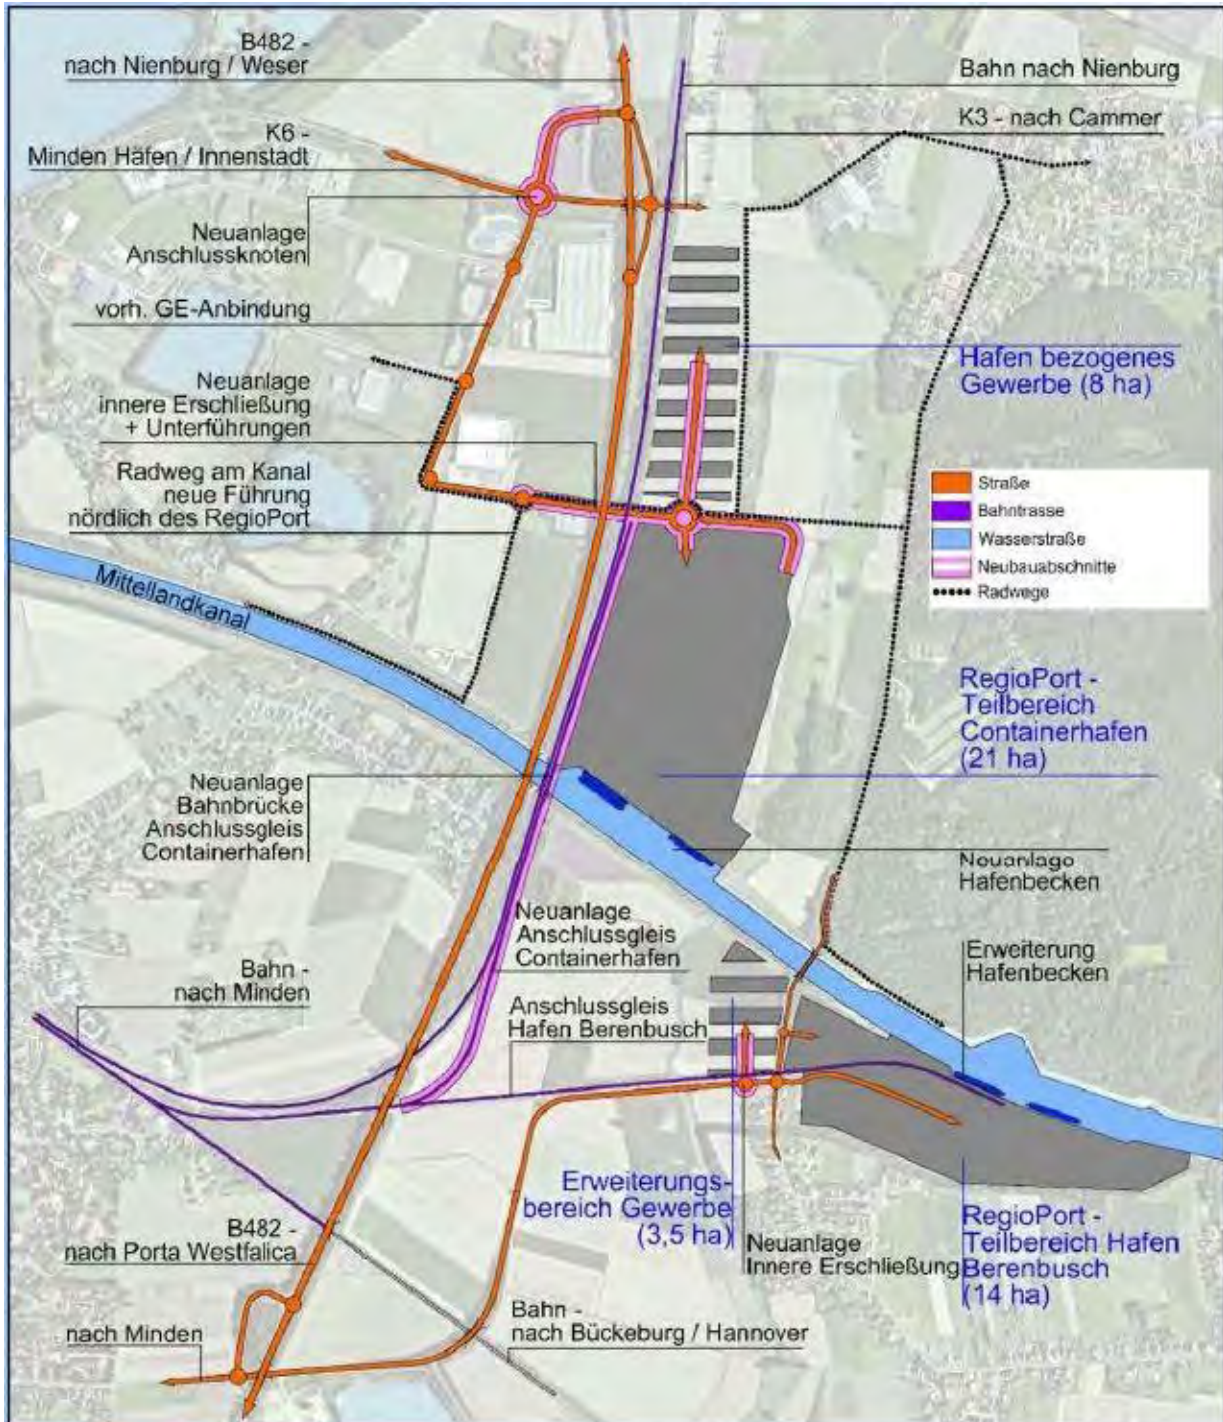 B482 -
nach Nienburg / Weser
Bahn nach Nienburg
K3 - nach Cammer
K6 -
Minden Häfen / Innenstadt
Neuanlage
Anschlussknoten
vorh. GE-Anbindung
Hafen bezogenes
Gewerbe (8 ha)
Neuanlage
innere Erschließung
+ Unterführungen
Radweg am Kanal
neue Führung
nördlich des RegioPort
Straße
Bahntrasse
Wasserstraße
Neubauabschnitte
Radwege
Mittellandkanal
RegioPort -
Teilbereich
Containerhafen
(21 ha)
Neuanlage
Bahnbrücke
Anschlussgleis
Containerhafen
Neuanlage
Hafenbecken
Neuanlage
Anschlussgleis
Containerhafen
Erweiterung
Hafenbecken
Bahn -
nach Minden
Anschlussgleis
Hafen Berenbusch
Erweiterungs-
bereich Gewerbe
(3,5 ha)
Neuanlage
Innere Erschließung
RegioPort -
Teilbereich Hafen
Berenbusch
(14 ha)
B482 -
nach Porta Westfalica
nach Minden
Bahn -
nach Bückeburg / Hannover